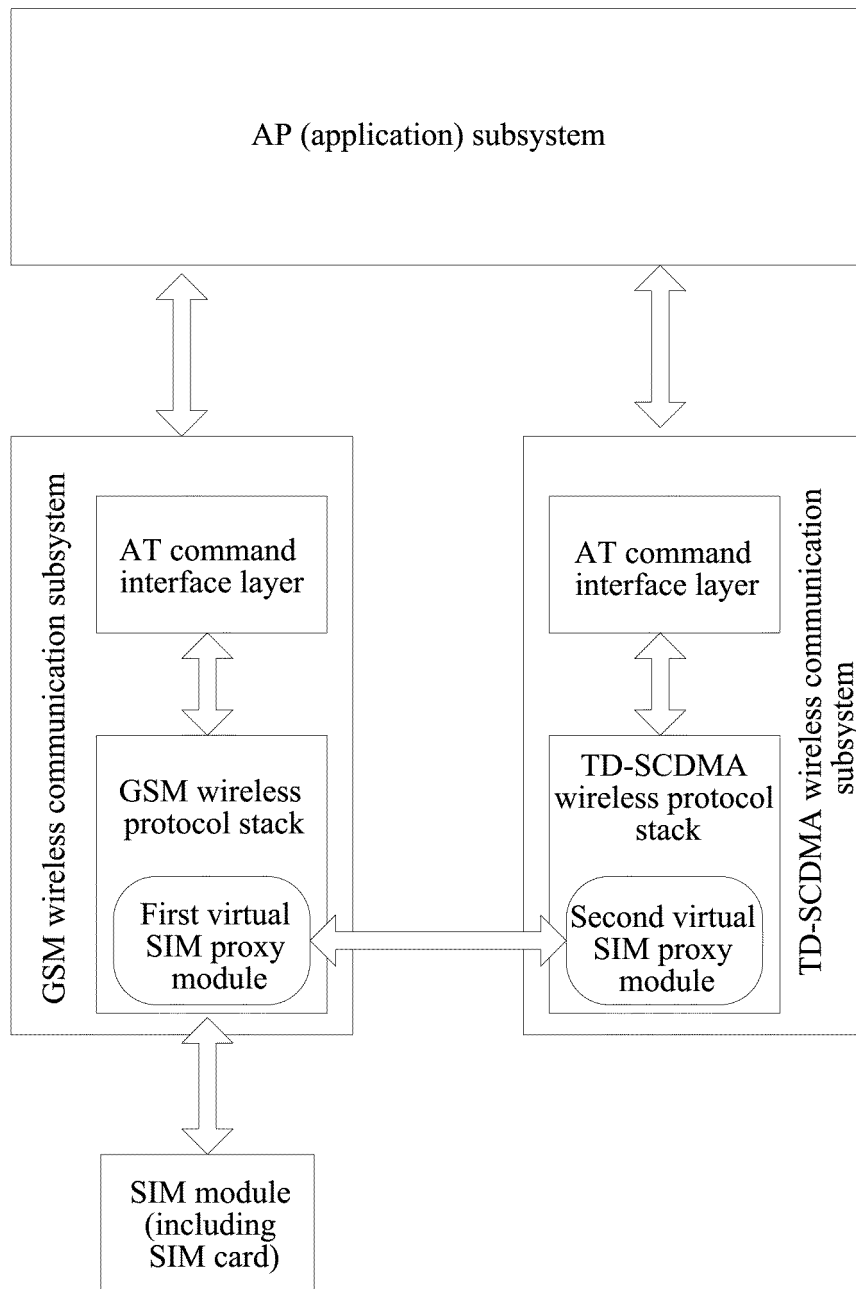 AP (application) subsystem
GSM wireless communication subsystem
AT command
interface layer
GSM wireless
protocol stack
First virtual
SIM proxy
module
AT command
interface layer
TD-SCDMA
wireless protocol
stack
Second virtual
SIM proxy
module
TD-SCDMA wireless communication
subsystem
SIM module
(including
SIM card)